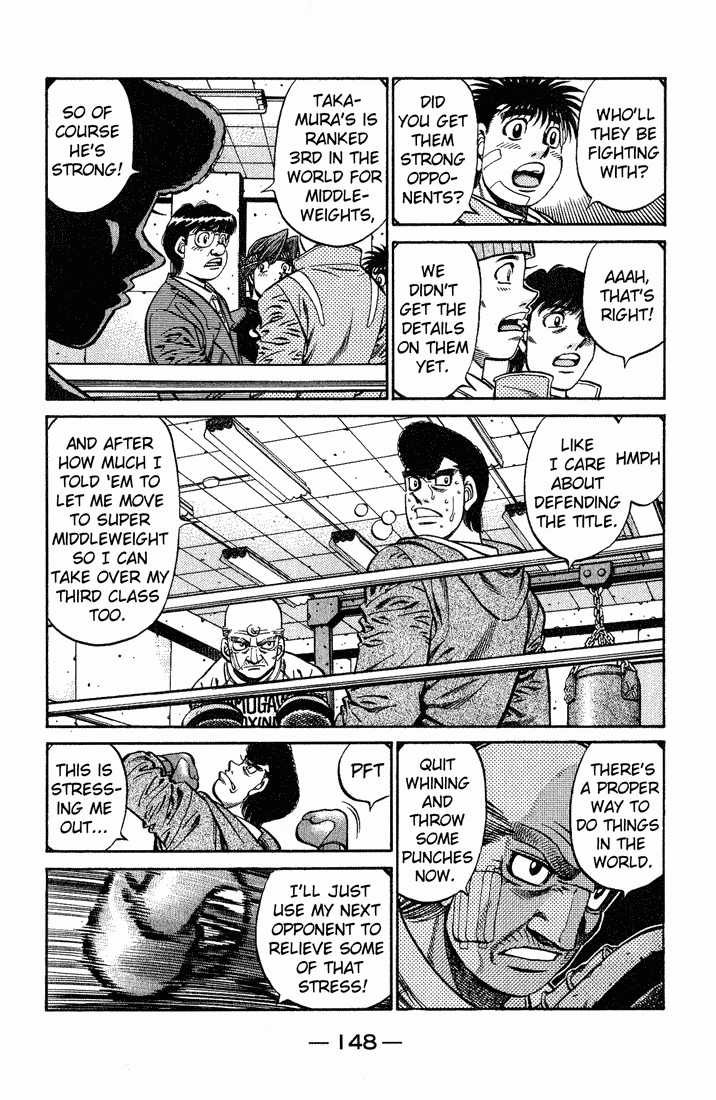 WHO'LL
THEY BE
FIGHTING
WITH?
DID
YOU GET
THEM
STRONG
OPPO-
NENTS?
TAKA-
MURA'S IS
RANKED
3RD IN THE
WORLD FOR
MIDDLE-
WEIGHTS,
SO OF
COURSE
HE'S
STRONG!
AAAH,
THAT'S
RIGHT!
WE
DIDN'T
GET THE
DETAILS
ON THEM
YET.
HMPH
LIKE
I CARE
ABOUT
DEFENDING
THE TITLE.
AND AFTER
HOW MUCH I
TOLD 'EM TO
LET ME MOVE
TO SUPER
MIDDLEWEIGHT
SO I CAN
TAKE OVER MY
THIRD CLASS
TOO.
THERE'S
A PROPER
WAY TO
DO THINGS
IN THE
WORLD.
QUIT
WHINING
AND
THROW
SOME
PUNCHES
NOW.
PFT
THIS IS
STRESS-
ING ME
OUT...
I'LL JUST
USE MY NEXT
OPPONENT TO
RELIEVE SOME
OF THAT
STRESS!
— 148 —